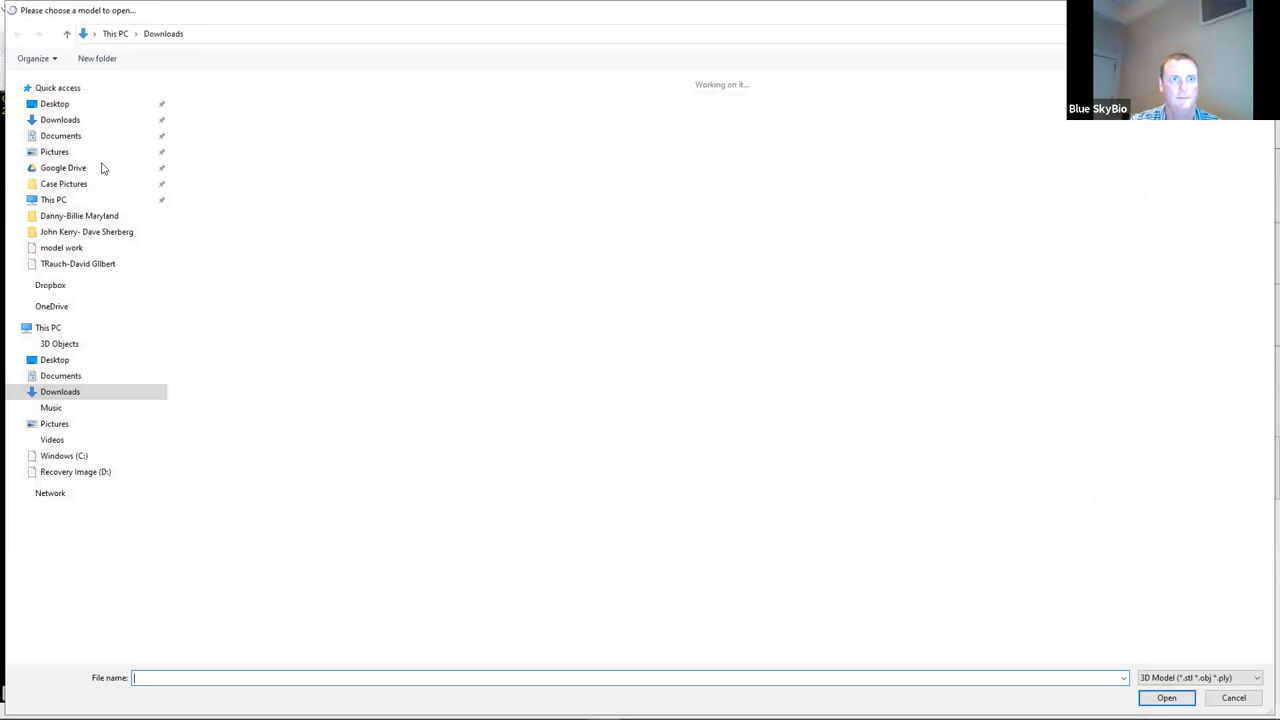 Please choose a model to open...
This PC
Downloads
Organize
New folder
Working on it...
Blue SkyBio
Quick access
Desktop
Downloads
Documents
Pictures
Google Drive
Case Pictures
This PC
Danny-Billie Maryland
John Kerry- Dave Sherberg
model work
TRauch-David GIlbert
Dropbox
OneDrive
This PC
3D Objects
Desktop
Documents
Downloads
Music
Pictures
Videos
Windows (C:)
Recovery Image (D:)
Network
File name:
3D Model (*.stl *.obj *.ply)
Open
Cancel